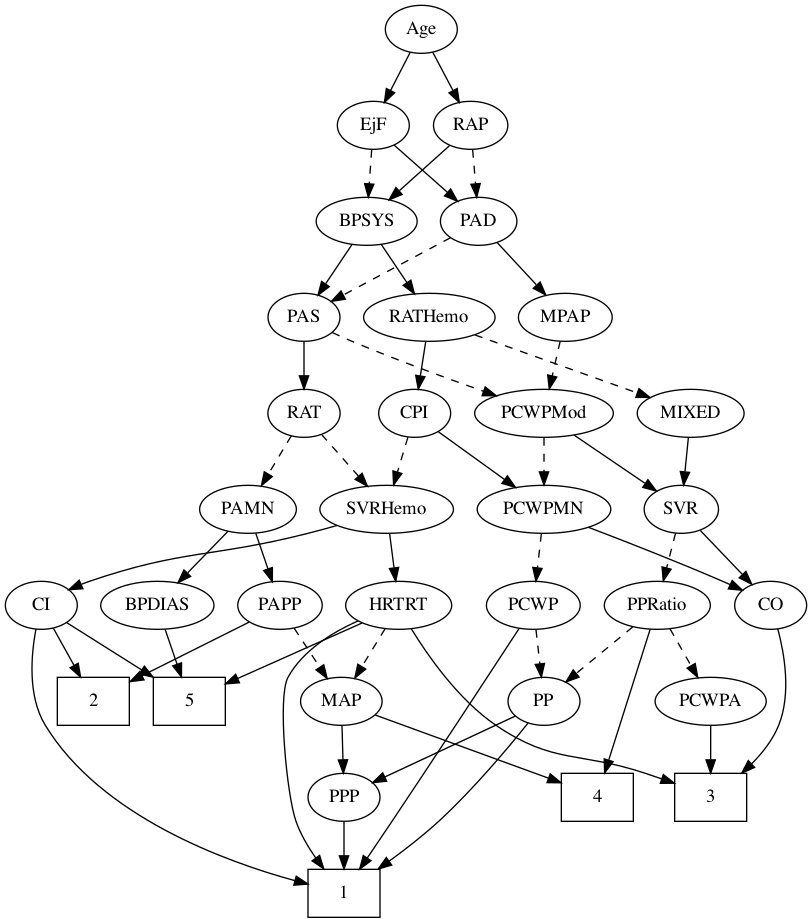 Age
EjF
RAP
BPSYS
PAD
PAS
RATHemo
MPAP
RAT
CPI
PCWPMod
MIXED
PAMN
SVRHemo
PCWPMN
SVR
CI
BPDIAS
PAPP
HRTRT
PCWP
PPRatio
CO
2
5
MAP
PP
PCWPA
PPP
4
3
1